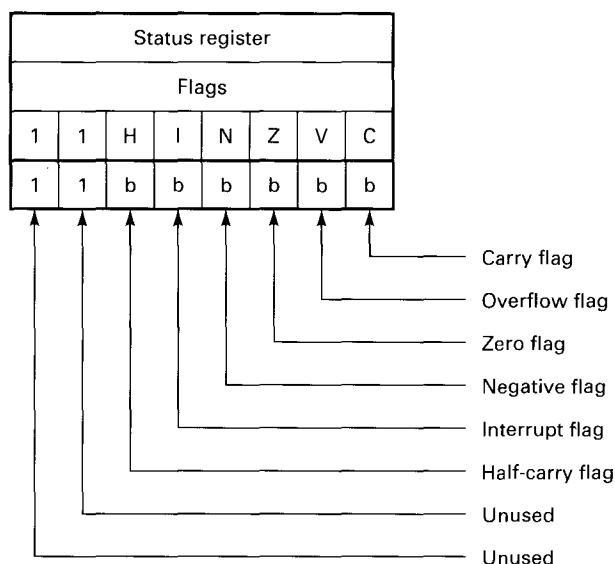 Status register
Flags
1 1 H I N Z V C
1 1 b b b b b b
Carry flag
Overflow flag
Zero flag
Negative flag
Interrupt flag
Half-carry flag
Unused
Unused